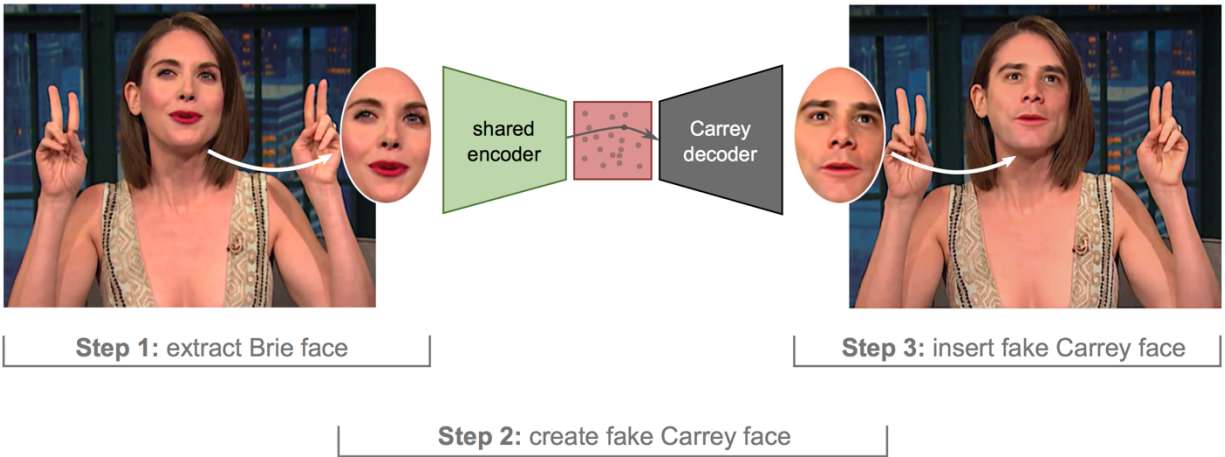 shared
encoder
Carrey
decoder
Step 1: extract Brie face
Step 3: insert fake Carrey face
Step 2: create fake Carrey face